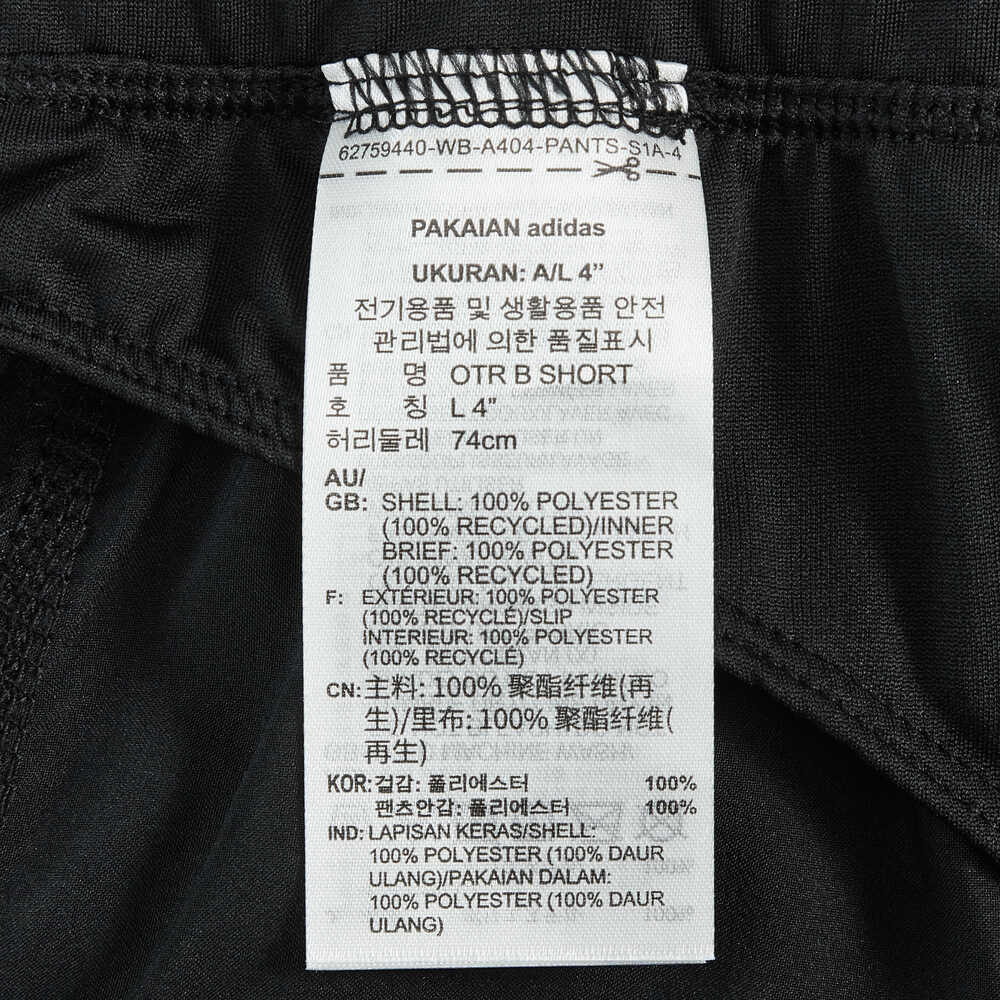 62759440-WB-A404-PANTS-S1A-4
PAKAIAN adidas
UKURAN: A/L 4”
전기용품 및 생활용품 안전
관리법에 의한 품질표시
품 명 OTR B SHORT
호 칭 L 4”
허리둘레 74cm
AU/
GB: SHELL: 100% POLYESTER
(100% RECYCLED)/INNER
BRIEF: 100% POLYESTER
(100% RECYCLED)
F: EXTÉRIEUR: 100% POLYESTER
(100% RECYCLÉ)/SLIP
INTERIEUR: 100% POLYESTER
(100% RECYCLÉ)
CN: 主料: 100% 聚酯纤维(再
生)/里布: 100% 聚酯纤维(
再生)
KOR: 겉감: 폴리에스터 100%
팬츠안감: 폴리에스터 100%
IND: LAPISAN KERAS/SHELL:
100% POLYESTER (100% DAUR
ULANG)/PAKAIAN DALAM:
100% POLYESTER (100% DAUR
ULANG)